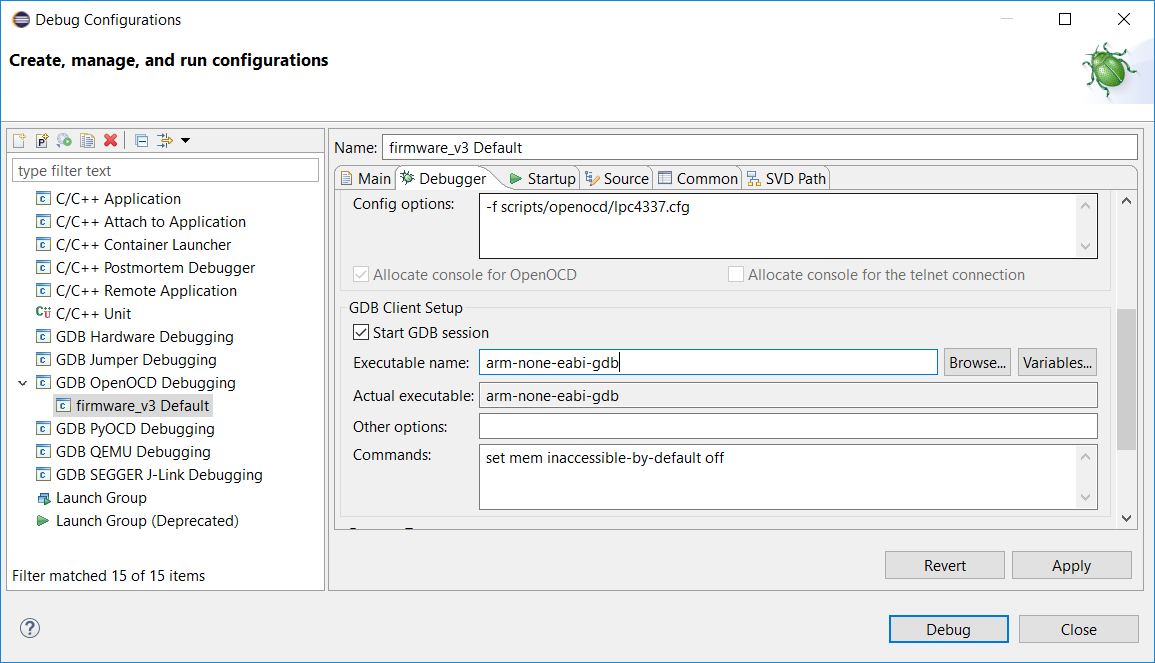 Debug Configurations
Create, manage, and run configurations
type filter text
C/C++ Application
C/C++ Attach to Application
C/C++ Container Launcher
C/C++ Postmortem Debugger
C/C++ Remote Application
C/C++ Unit
GDB Hardware Debugging
GDB Jumper Debugging
GDB OpenOCD Debugging
firmware_v3 Default
GDB PyOCD Debugging
GDB QEMU Debugging
GDB SEGGER J-Link Debugging
Launch Group
Launch Group (Deprecated)
Filter matched 15 of 15 items
Name: firmware_v3 Default
Main Debugger Startup Source Common SVD Path
Config options: -f scripts/openocd/lpc4337.cfg
Allocate console for OpenOCD Allocate console for the telnet connection
GDB Client Setup
Start GDB session
Executable name: arm-none-eabi-gdb Browse... Variables...
Actual executable: arm-none-eabi-gdb
Other options:
Commands: set mem inaccessible-by-default off
Revert Apply
Debug Close